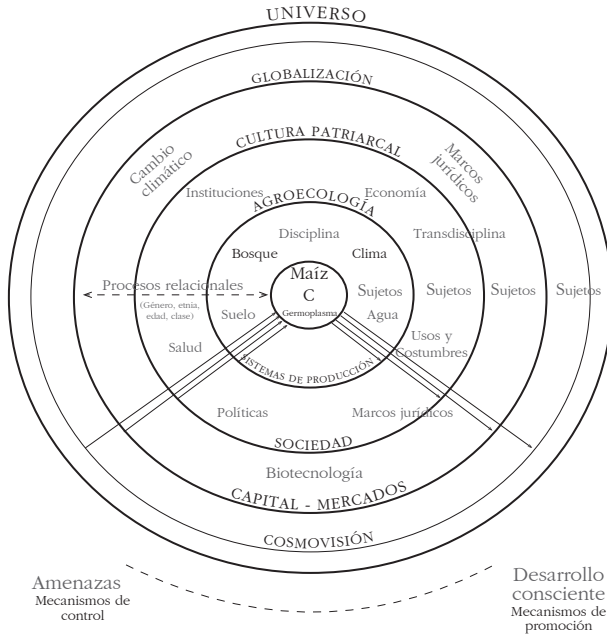 UNIVERSO
GLOBALIZACIÓN
CULTURA PATRIARCAL
Cambio
climático
Marcos
jurídicos
Instituciones
Economía
AGROECOLOGÍA
Disciplina
Transdisciplina
Bosque
Clima
Maíz
C
Germoplasma
Procesos relacionales
(Género, etnia,
edad, clase)
Sujetos
Sujetos
Sujetos
Sujetos
Suelo
Agua
Salud
Usos y
Costumbres
SISTEMAS DE PRODUCCIÓN
Políticas
Marcos jurídicos
SOCIEDAD
Biotecnología
CAPITAL - MERCADOS
COSMOVISIÓN
Amenazas
Mecanismos de
control
Desarrollo
consciente
Mecanismos de
promoción